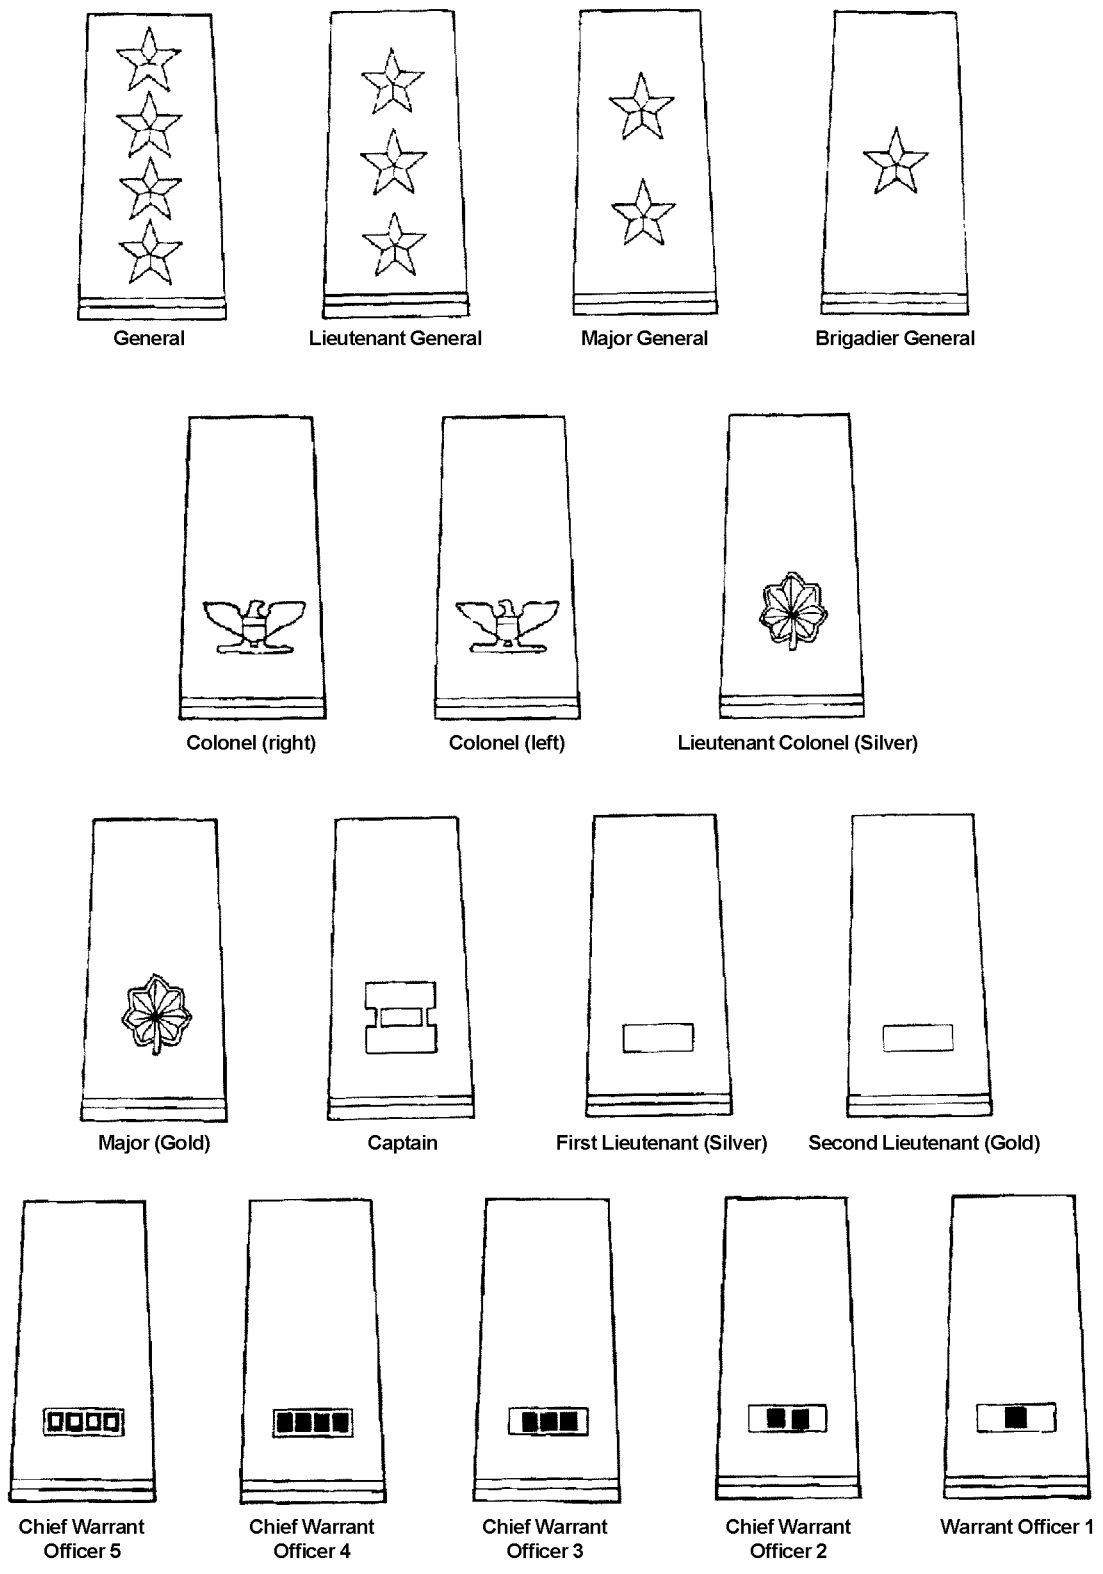 General
Lieutenant General
Major General
Brigadier General
Colonel (right)
Colonel (left)
Lieutenant Colonel (Silver)
Major (Gold)
Captain
First Lieutenant (Silver)
Second Lieutenant (Gold)
Chief Warrant
Officer 5
Chief Warrant
Officer 4
Chief Warrant
Officer 3
Chief Warrant
Officer 2
Warrant Officer 1